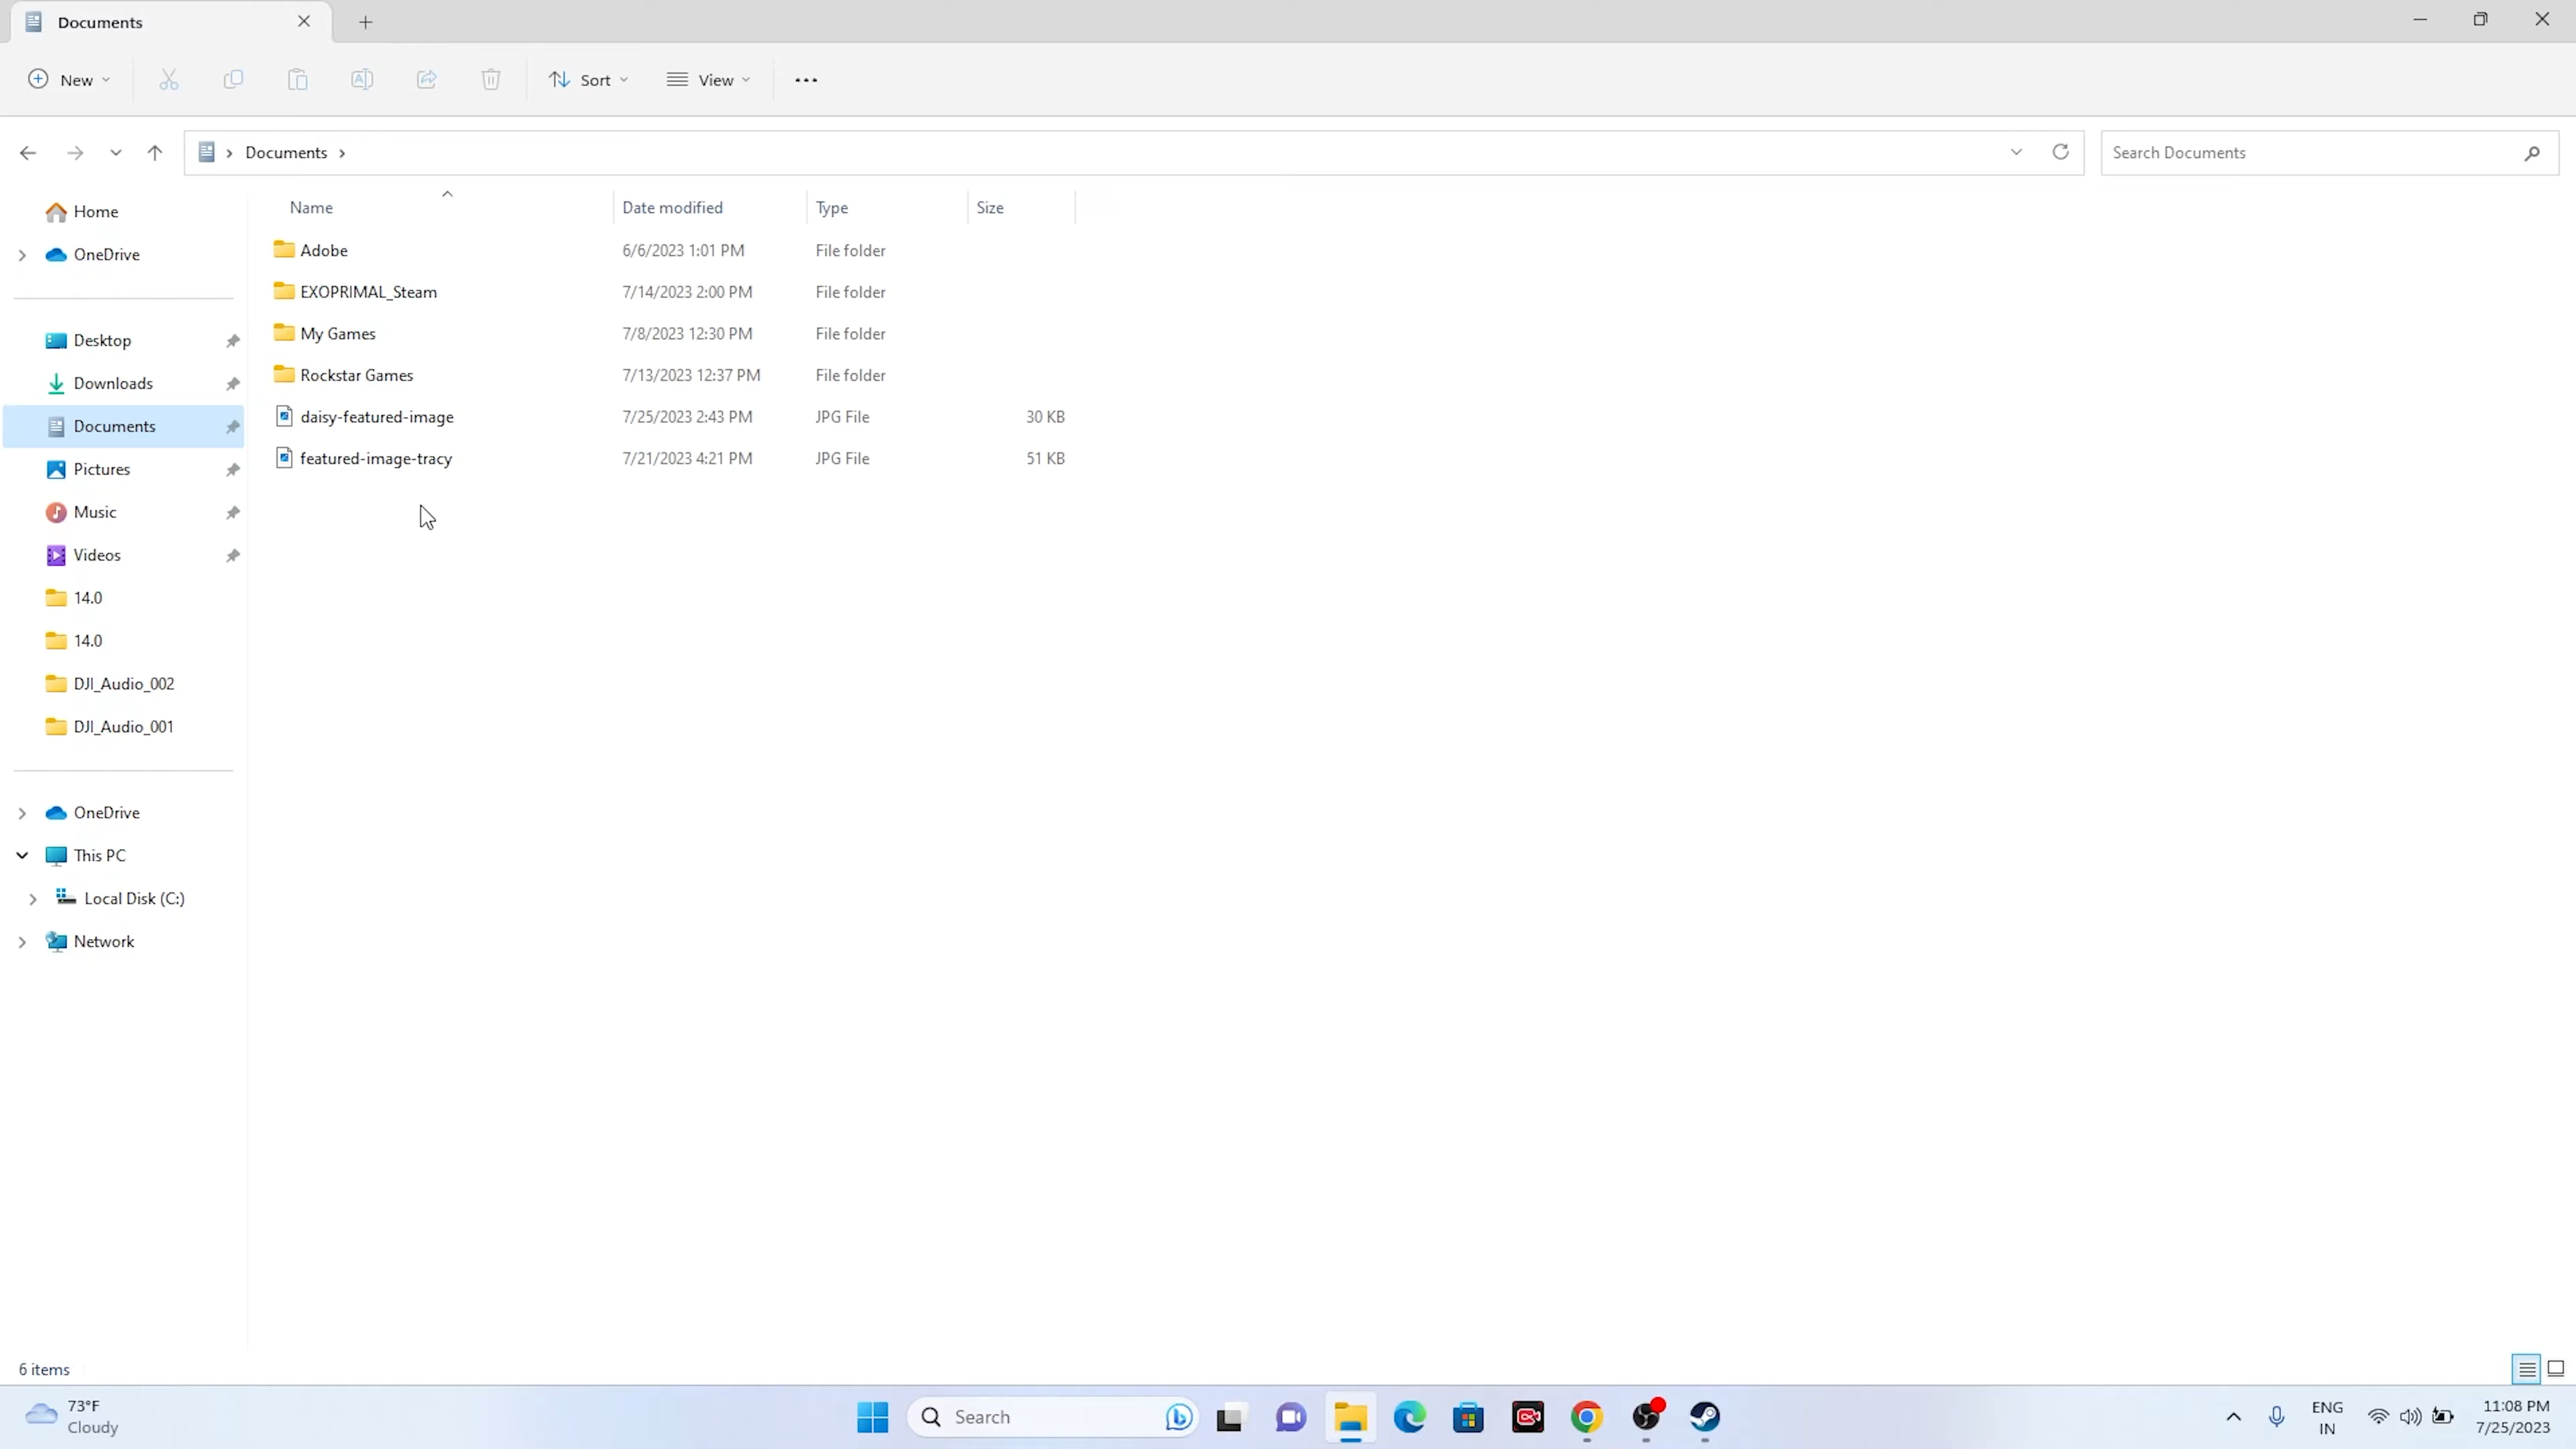 Documents
New
Sort
View
Documents
Search Documents
Home
OneDrive
Desktop
Downloads
Documents
Pictures
Music
Videos
14.0
14.0
DJI_Audio_002
DJI_Audio_001
OneDrive
This PC
Local Disk (C:)
Network
Name Date modified Type Size
Adobe 6/6/2023 1:01 PM File folder
EXOPRIMAL_Steam 7/14/2023 2:00 PM File folder
My Games 7/8/2023 12:30 PM File folder
Rockstar Games 7/13/2023 12:37 PM File folder
daisy-featured-image 7/25/2023 2:43 PM JPG File 30 KB
featured-image-tracy 7/21/2023 4:21 PM JPG File 51 KB
6 items
73°F
Cloudy
Search
ENG
IN
11:08 PM
7/25/2023